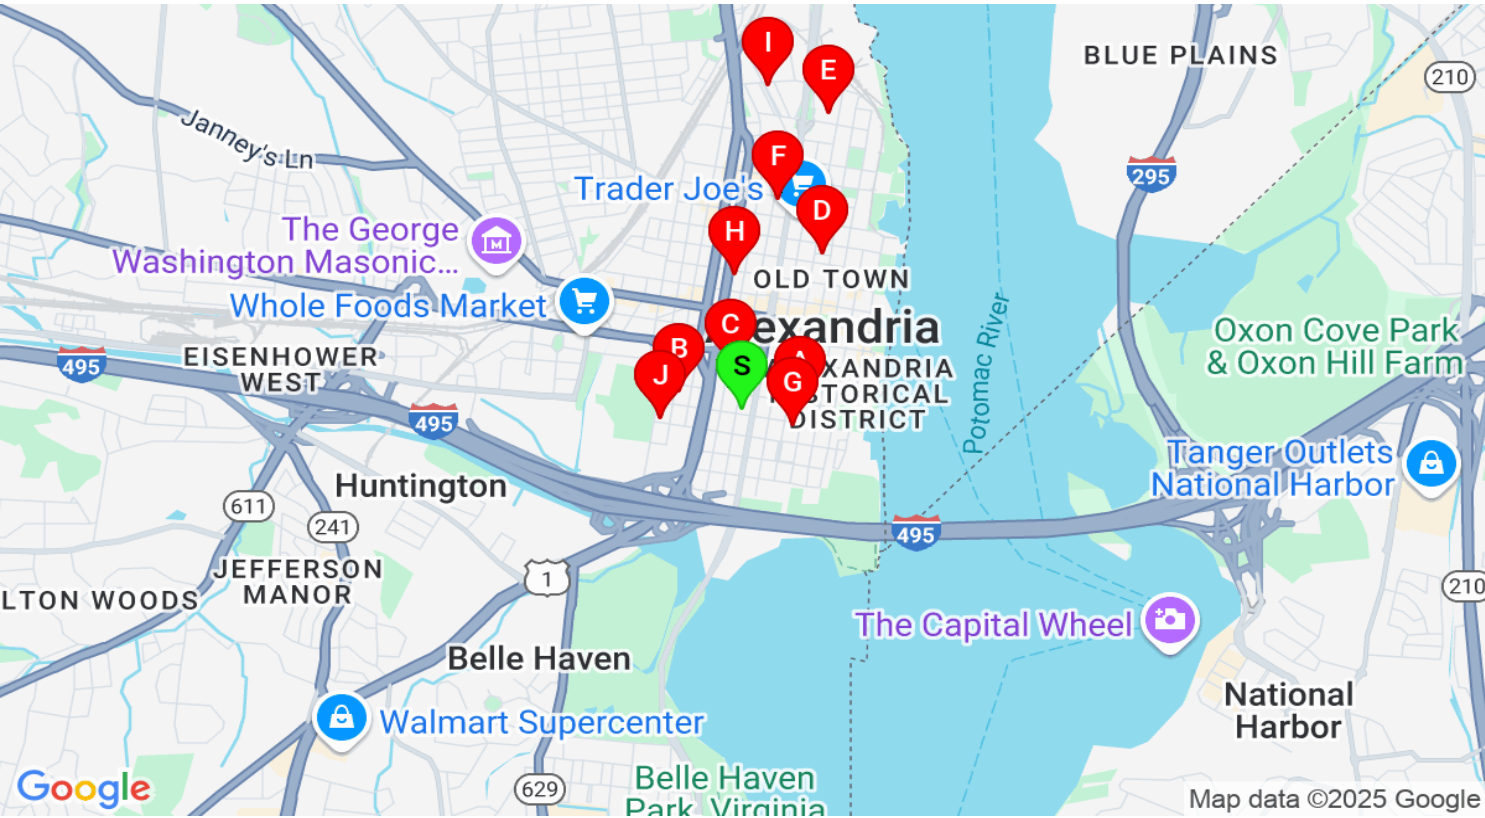 I
E
BLUE PLAINS
210
Janney's Ln
F
295
Trader Joe's
D
The George
Washington Masonic...
H
OLD TOWN
Whole Foods Market
C
exandria
Potomac River
Oxon Cove Park
& Oxon Hill Farm
495
EISENHOWER
WEST
B
J
S
A
G
EXANDRIA
STORICAL
DISTRICT
495
Tanger Outlets
National Harbor
Huntington
611
241
495
JEFFERSON
MANOR
1
210
LTON WOODS
The Capital Wheel
Belle Haven
National
Harbor
Walmart Supercenter
629
Belle Haven
Park, Virginia
Google
Map data ©2025 Google